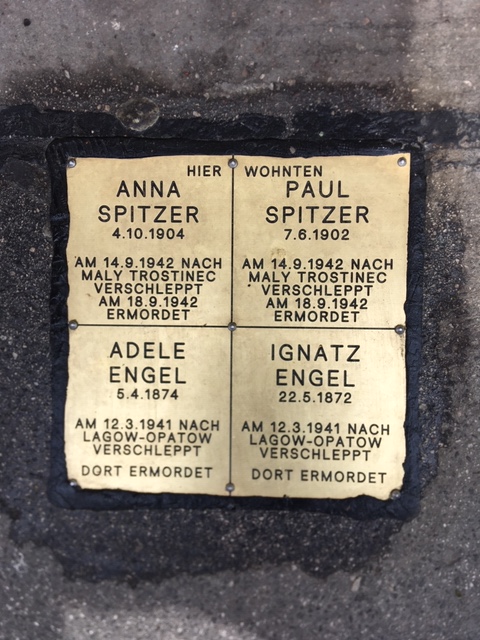 HIER WOHNTEN
ANNA
SPITZER
4.10.1904
AM 14.9.1942 NACH
MALY TROSTINEC
VERSCHLEPPT
AM 18.9.1942
ERMORDET
PAUL
SPITZER
7.6.1902
AM 14.9.1942 NACH
MALY TROSTINEC
VERSCHLEPPT
AM 18.9.1942
ERMORDET
ADELE
ENGEL
5.4.1874
AM 12.3.1941 NACH
LAGOW-OPATOW
VERSCHLEPPT
DORT ERMORDET
IGNATZ
ENGEL
22.5.1872
AM 12.3.1941 NACH
LAGOW-OPATOW
VERSCHLEPPT
DORT ERMORDET